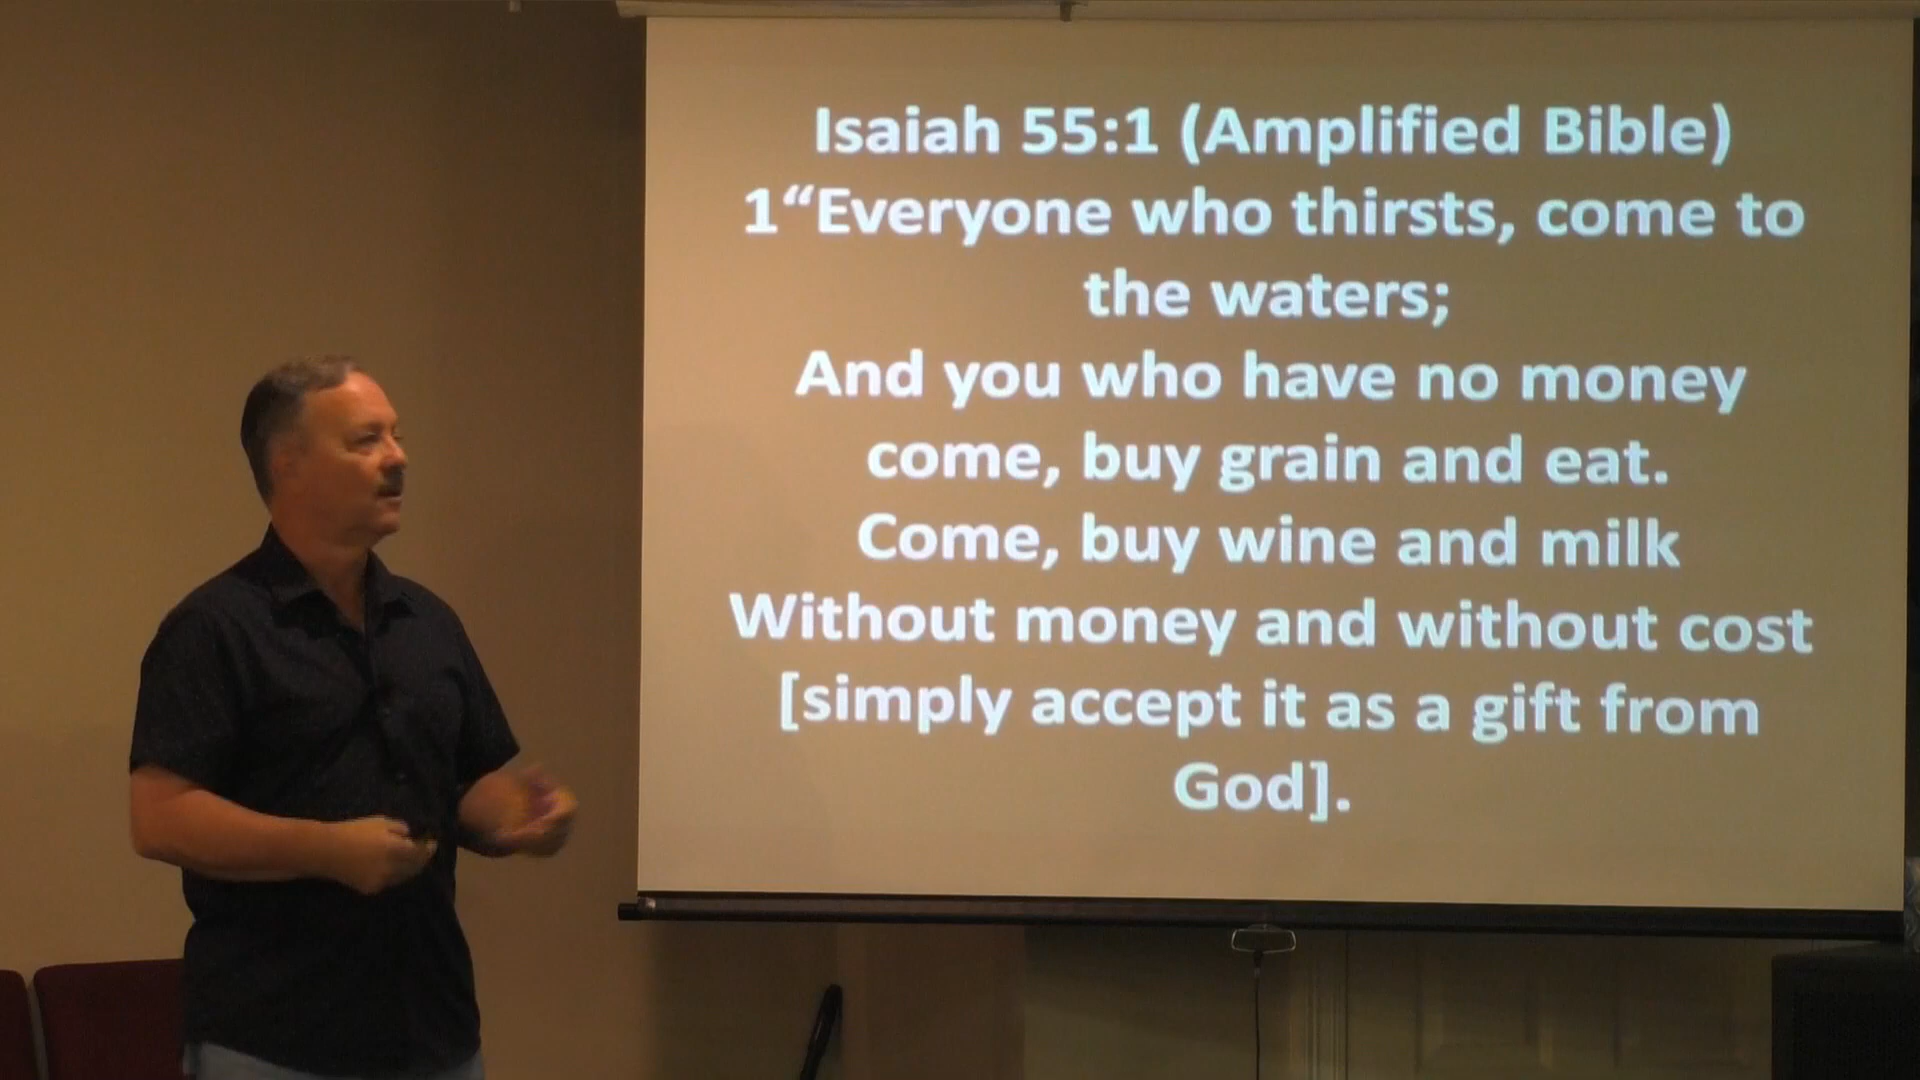 Isaiah 55:1 (Amplified Bible)
1“Everyone who thirsts, come to
the waters;
And you who have no money
come, buy grain and eat.
Come, buy wine and milk
Without money and without cost
[simply accept it as a gift from
God].